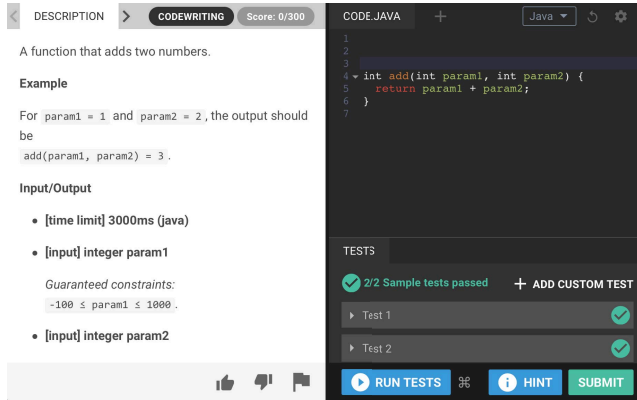 DESCRIPTION
CODEWRITING
Score: 0/300
A function that adds two numbers.
Example
For param1 = 1 and param2 = 2 , the output should
be
add(param1, param2) = 3 .
Input/Output
• [time limit] 3000ms (java)
• [input] integer param1
Guaranteed constraints:
-100 ≤ param1 ≤ 1000 .
• [input] integer param2
CODE.JAVA
Java
1
2
3
4 int add(int param1, int param2) {
5 return param1 + param2;
6 }
7
TESTS
2/2 Sample tests passed
+ ADD CUSTOM TEST
Test 1
Test 2
RUN TESTS
⌘
i HINT
SUBMIT